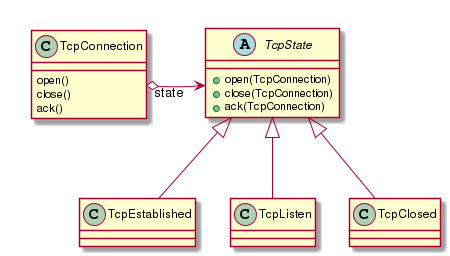 C TcpConnection
open()
close()
ack()
state
A TcpState
open(TcpConnection)
close(TcpConnection)
ack(TcpConnection)
C TcpEstablished
C TcpListen
C TcpClosed